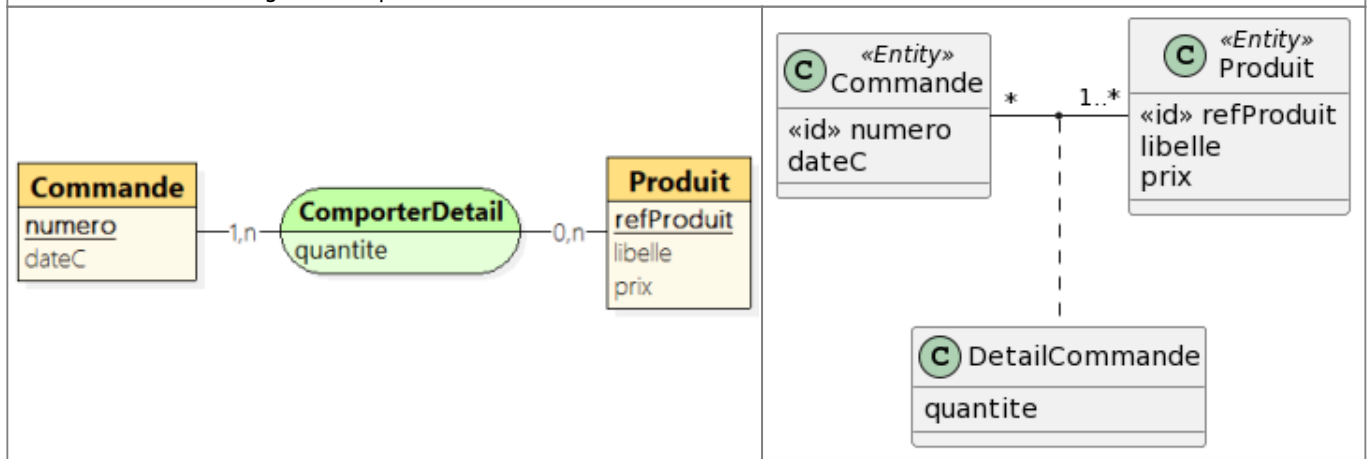 Commande
numero
dateC
1,n
ComporterDetail
quantite
0,n
Produit
refProduit
libelle
prix
C
«Entity»
Commande
«id» numero
dateC
*
1..*
C
«Entity»
Produit
«id» refProduit
libelle
prix
C
DetailCommande
quantite